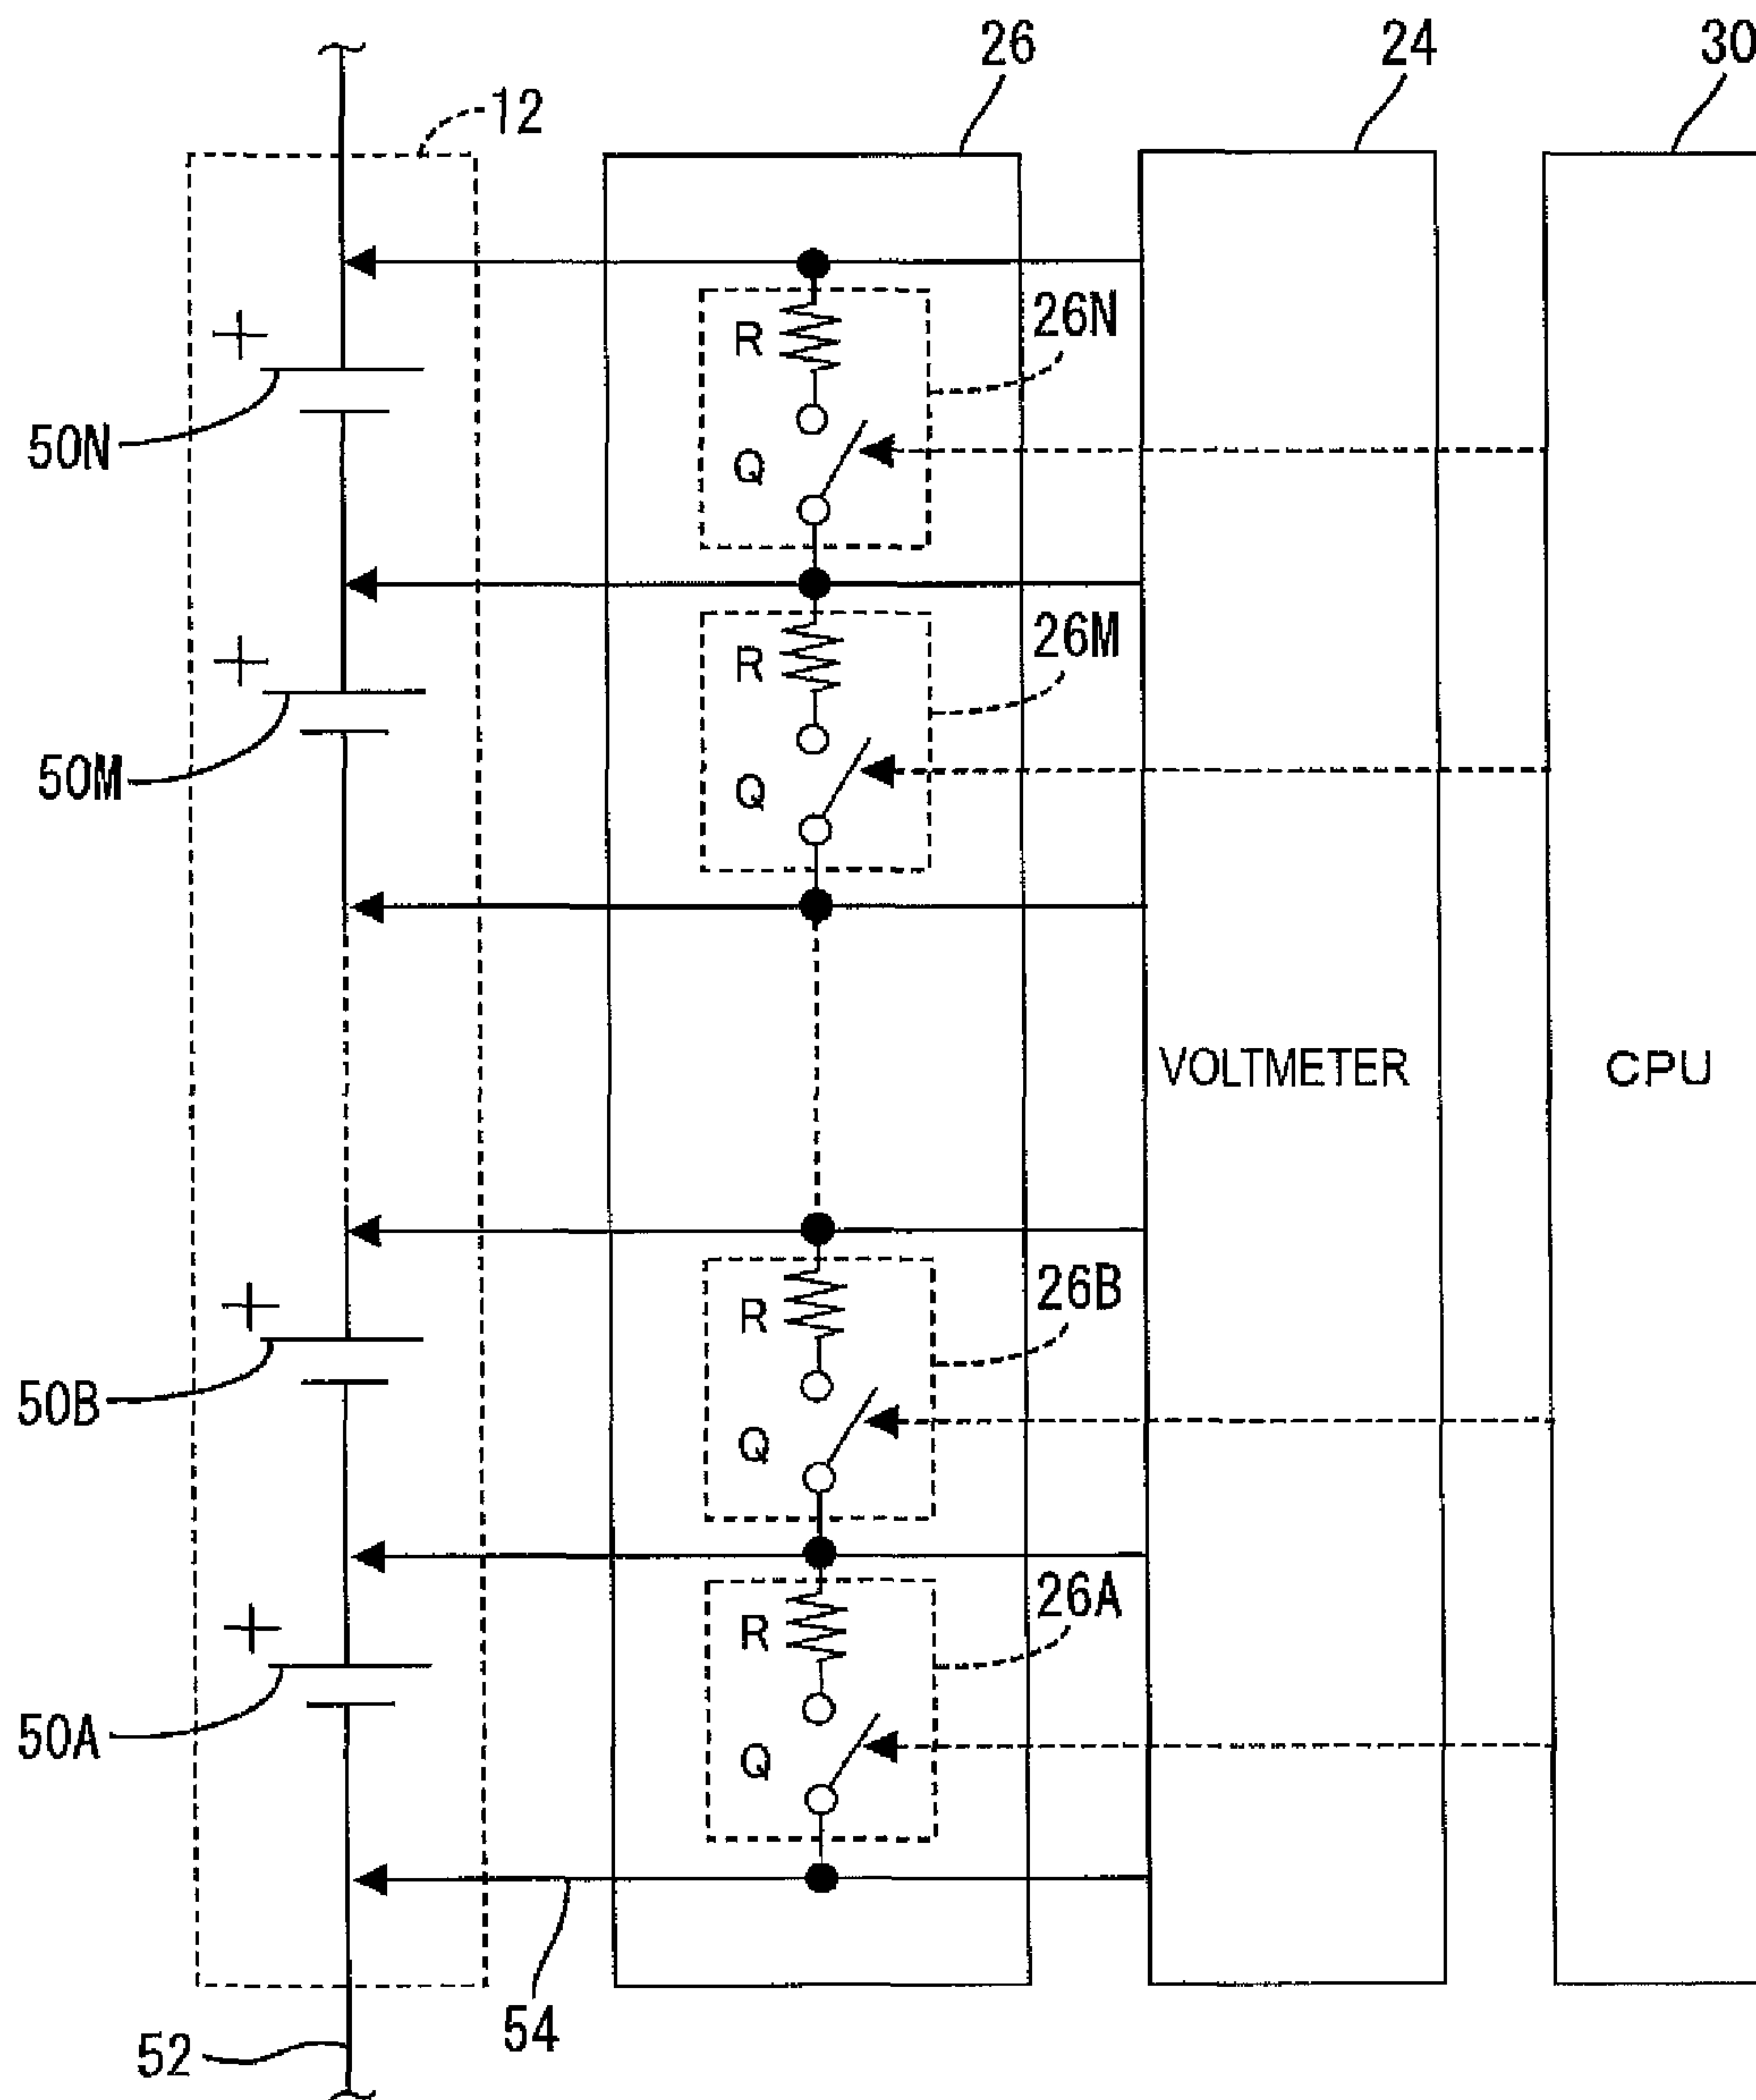 26
24
30
12
+
R
26N
50N
Q
+
R
26M
50M
Q
VOLTMETER
CPU
+
R
26B
50B
Q
+
R
26A
50A
Q
54
52